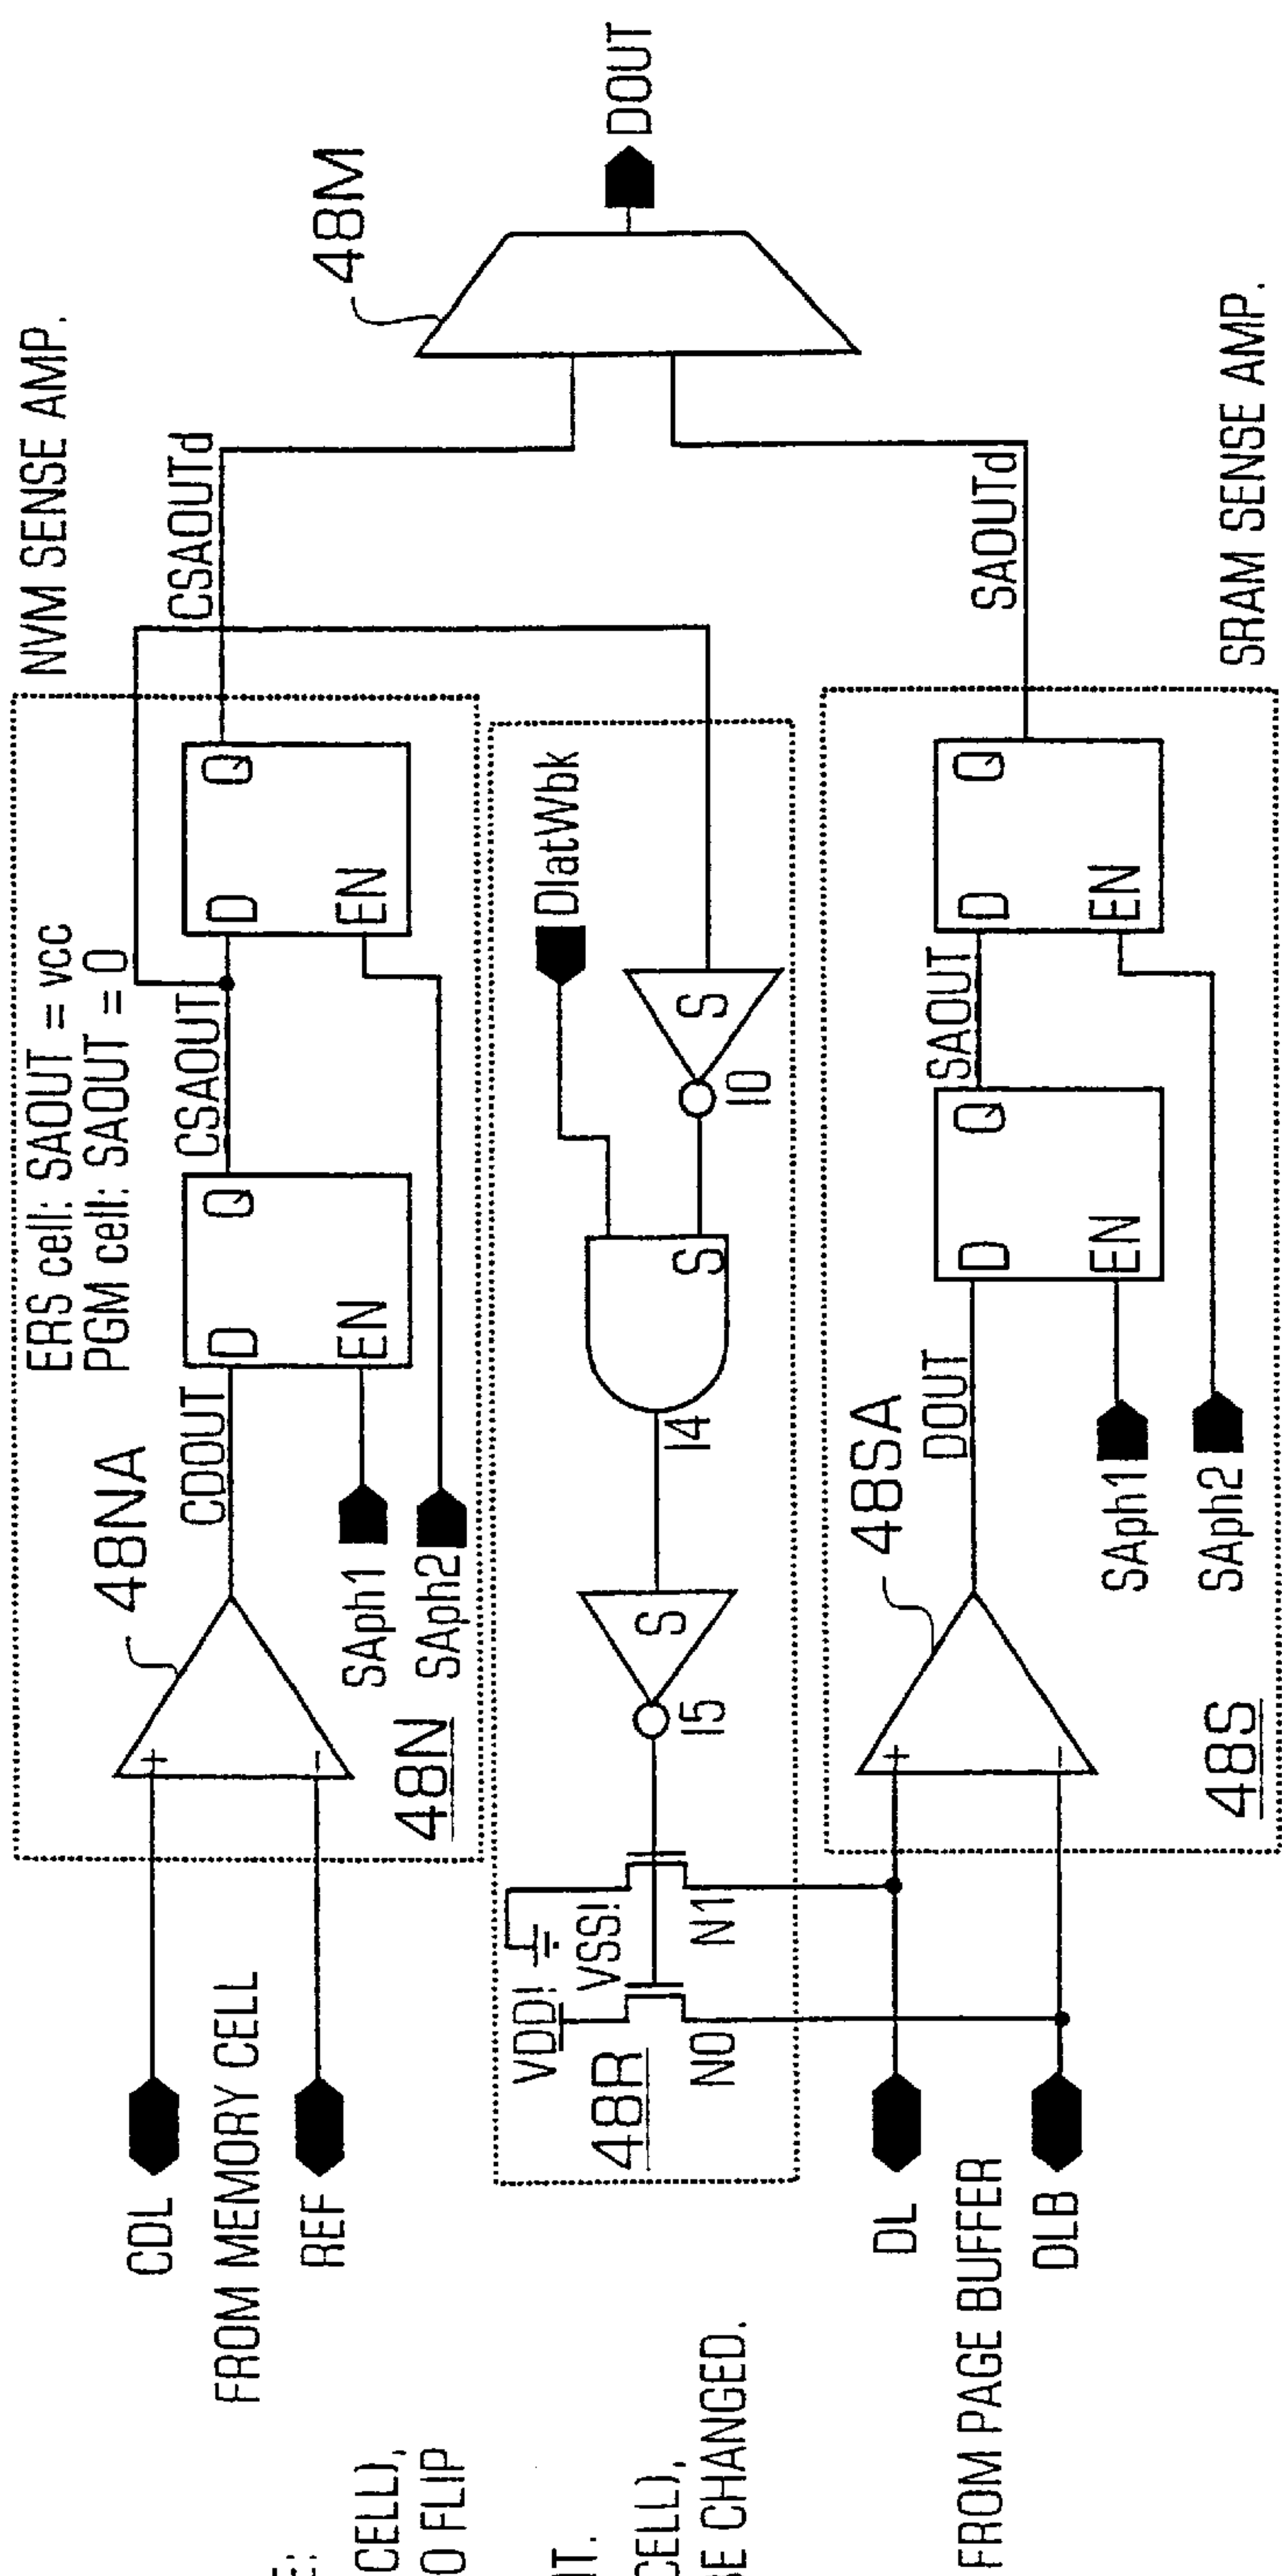 NVM SENSE AMP.
ERS cell: SAOUT = vcc
PGM cell: SAOUT = 0
48NA
CDL
FROM MEMORY CELL
REF
+
-
CDOUT
D
Q
EN
CSAOUT
D
Q
EN
CSAOUTd
SAph1
SAph2
48N
48M
DOUT
DlatWbk
VDD!
VSS!
48R
N0
N1
S
I5
I4
S
S
I0
48SA
DL
FROM PAGE BUFFER
DLB
+
-
DOUT
D
Q
EN
SAOUT
D
Q
EN
SAOUTd
SAph1
SAph2
48S
SRAM SENSE AMP.
CELL),
O FLIP
CELL),
GE CHANGED.